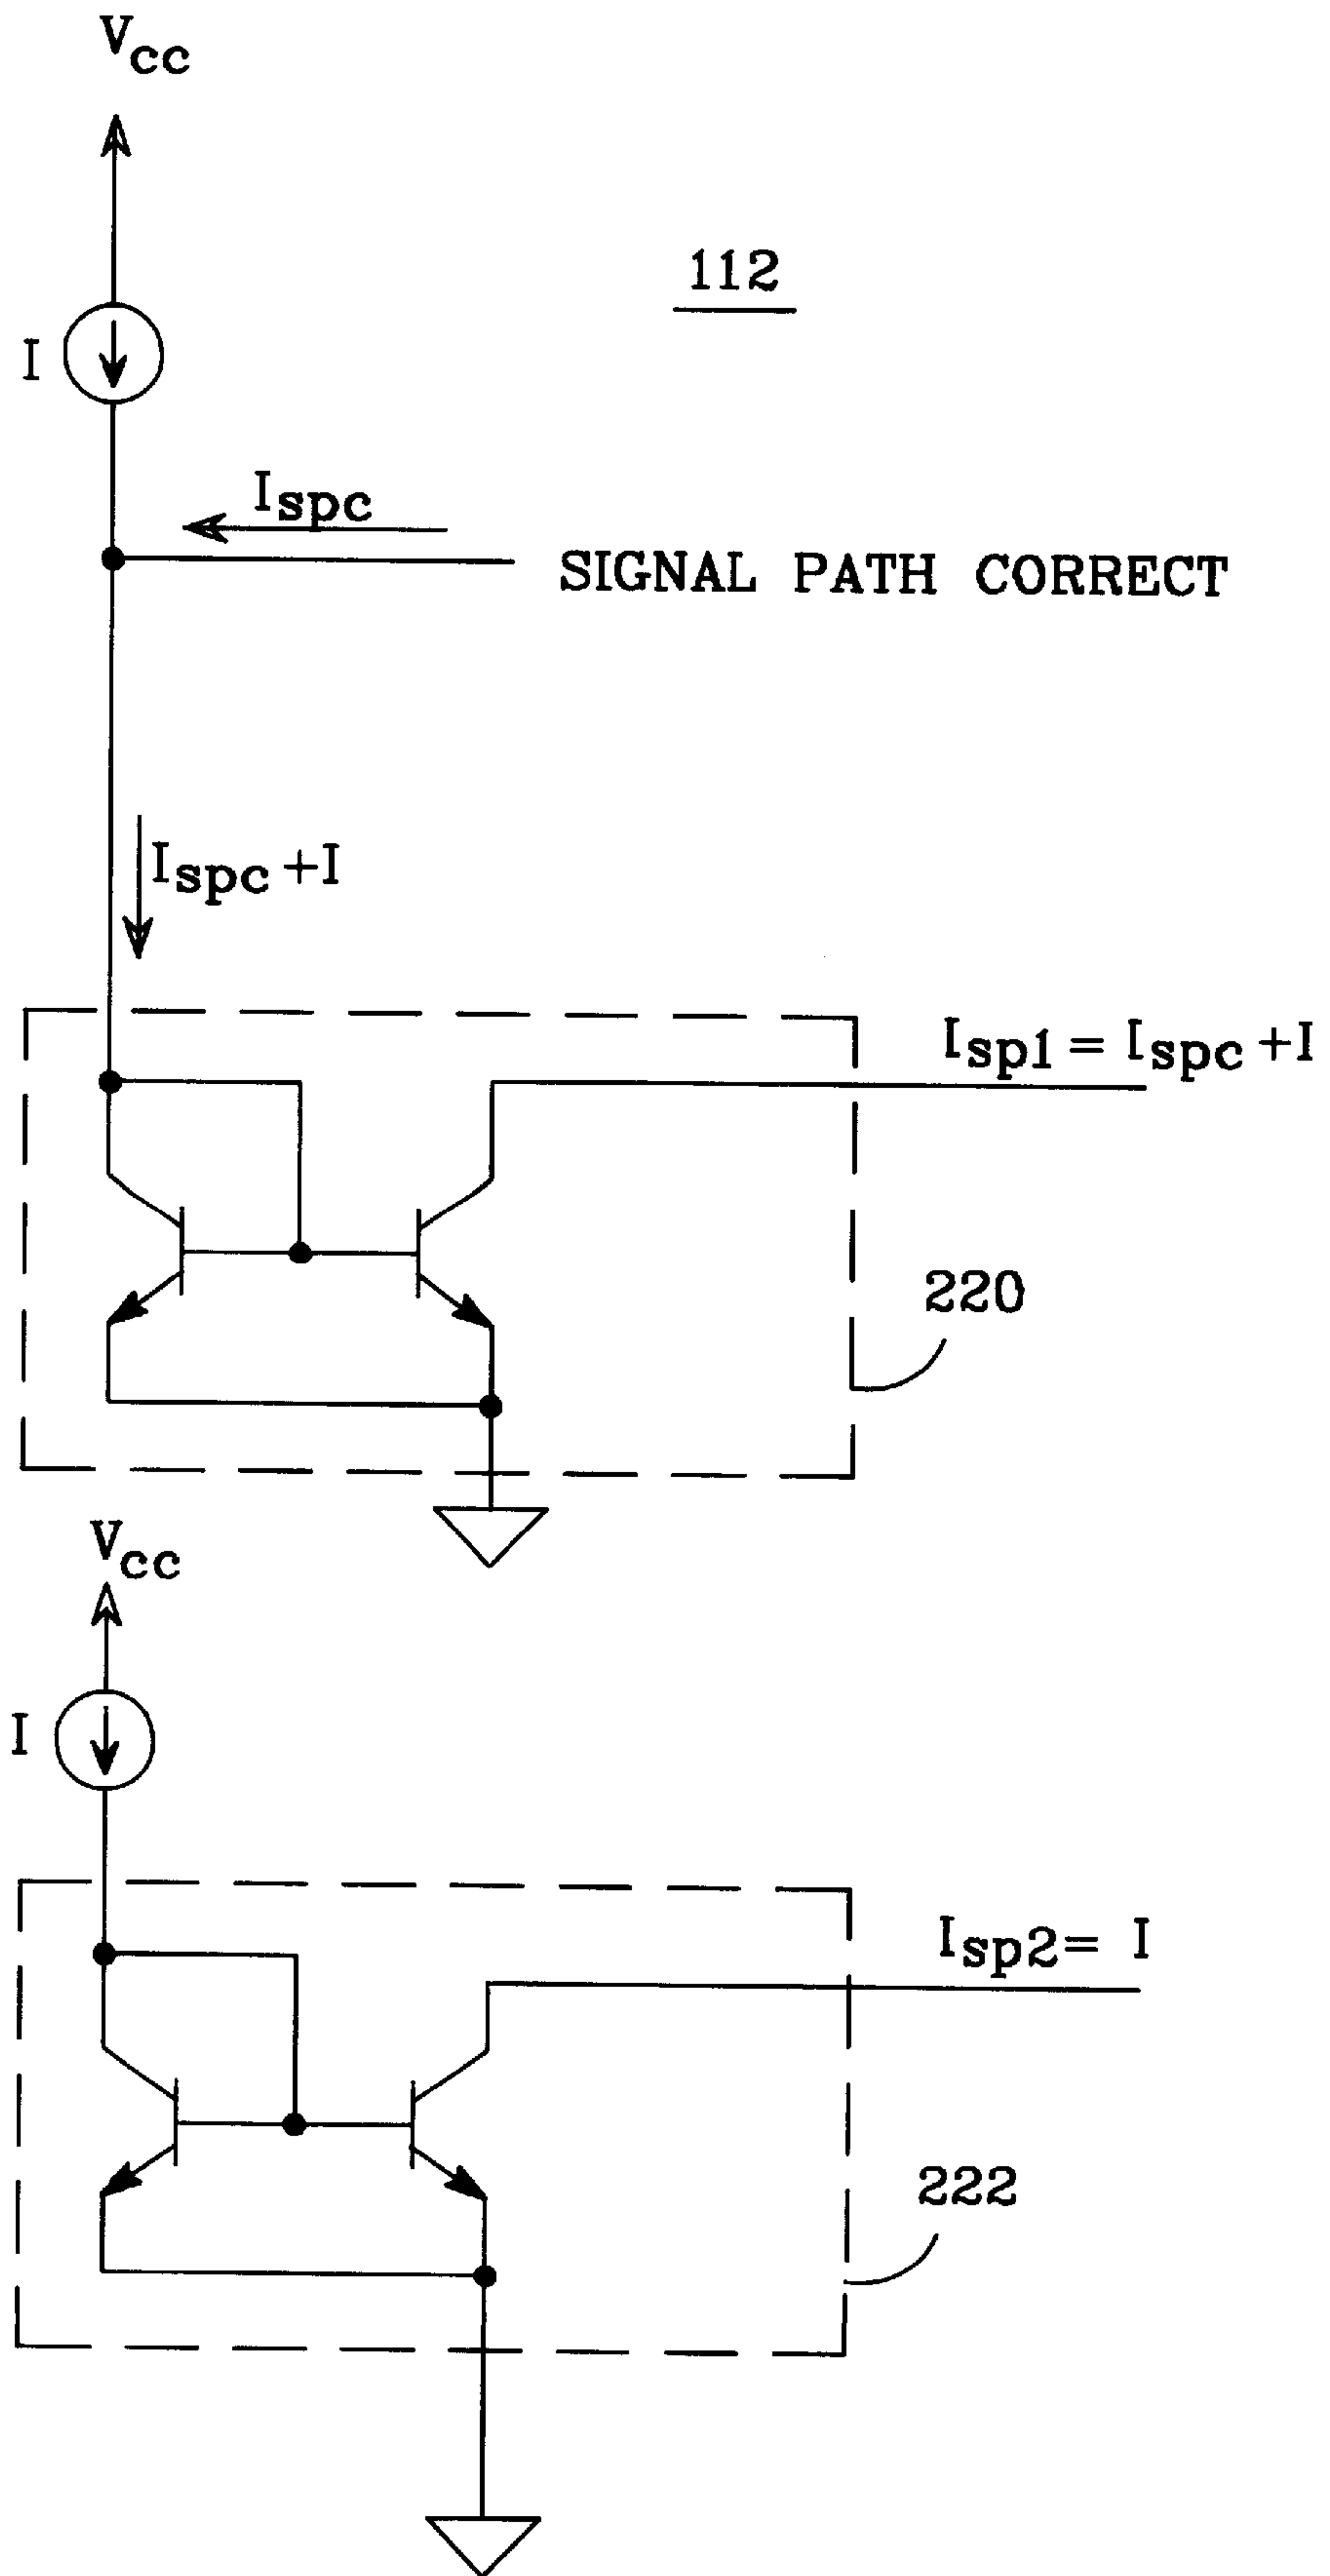 Vcc
112
I
Ispc
SIGNAL PATH CORRECT
Ispc +I
Isp1 = Ispc +I
220
Vcc
I
Isp2= I
222